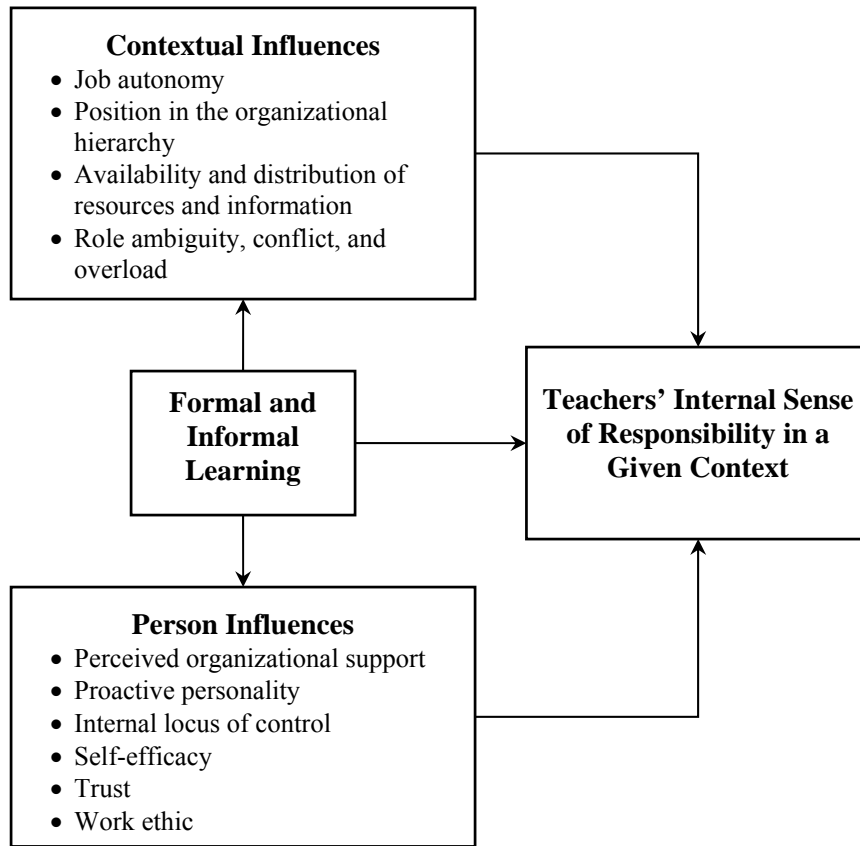 Contextual Influences
• Job autonomy
• Position in the organizational
hierarchy
• Availability and distribution of
resources and information
• Role ambiguity, conflict, and
overload
Formal and
Informal
Learning
Teachers’ Internal Sense
of Responsibility in a
Given Context
Person Influences
• Perceived organizational support
• Proactive personality
• Internal locus of control
• Self-efficacy
• Trust
• Work ethic